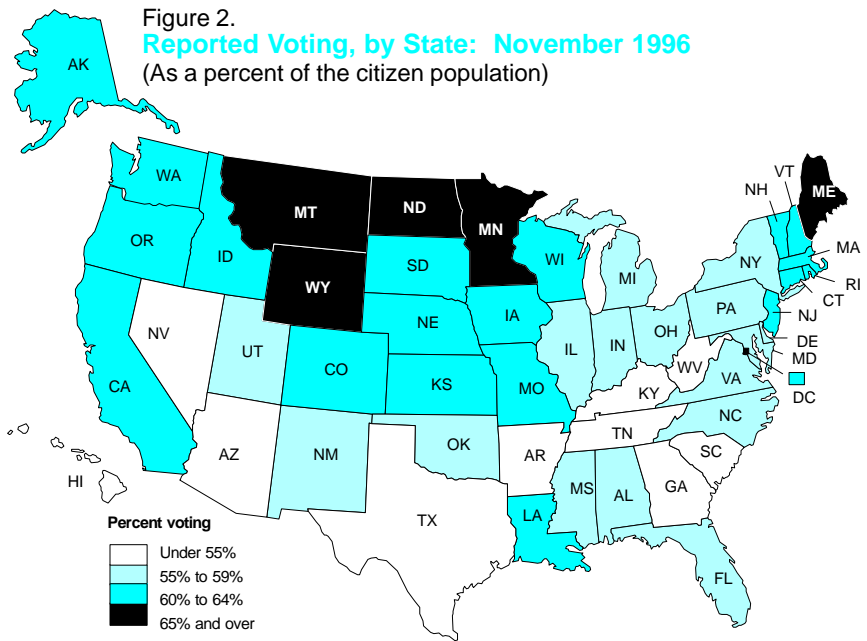 Figure 2.
Reported Voting, by State: November 1996
(As a percent of the citizen population)
AK
WA
MT
ND
MN
VT
NH
ME
OR
ID
SD
WI
MI
NY
MA
RI
CT
WY
NV
UT
CO
NE
IA
IL
IN
OH
PA
NJ
DE
MD
DC
CA
KS
MO
KY
WV
VA
AZ
NM
OK
AR
TN
NC
SC
HI
TX
LA
MS
AL
GA
FL
Percent voting
Under 55%
55% to 59%
60% to 64%
65% and over